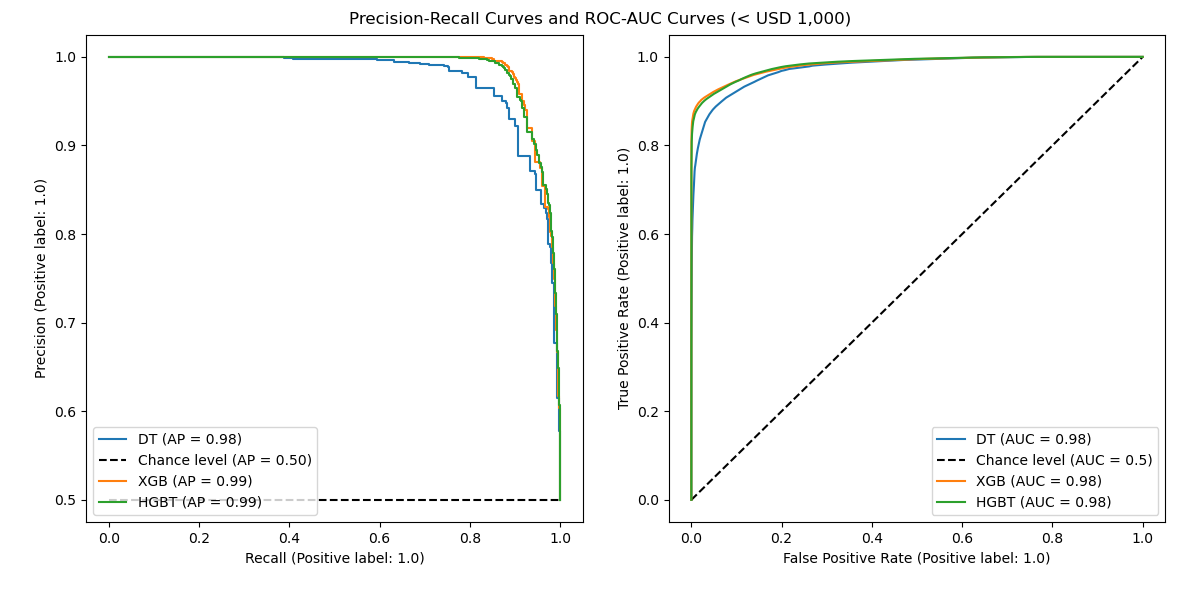 Precision-Recall Curves and ROC-AUC Curves (< USD 1,000)
Precision (Positive label: 1.0)
1.0
0.9
0.8
0.7
0.6
0.5
DT (AP = 0.98)
Chance level (AP = 0.50)
XGB (AP = 0.99)
HGBT (AP = 0.99)
0.0 0.2 0.4 0.6 0.8 1.0
Recall (Positive label: 1.0)
True Positive Rate (Positive label: 1.0)
1.0
0.8
0.6
0.4
0.2
0.0
DT (AUC = 0.98)
Chance level (AUC = 0.5)
XGB (AUC = 0.98)
HGBT (AUC = 0.98)
0.0 0.2 0.4 0.6 0.8 1.0
False Positive Rate (Positive label: 1.0)